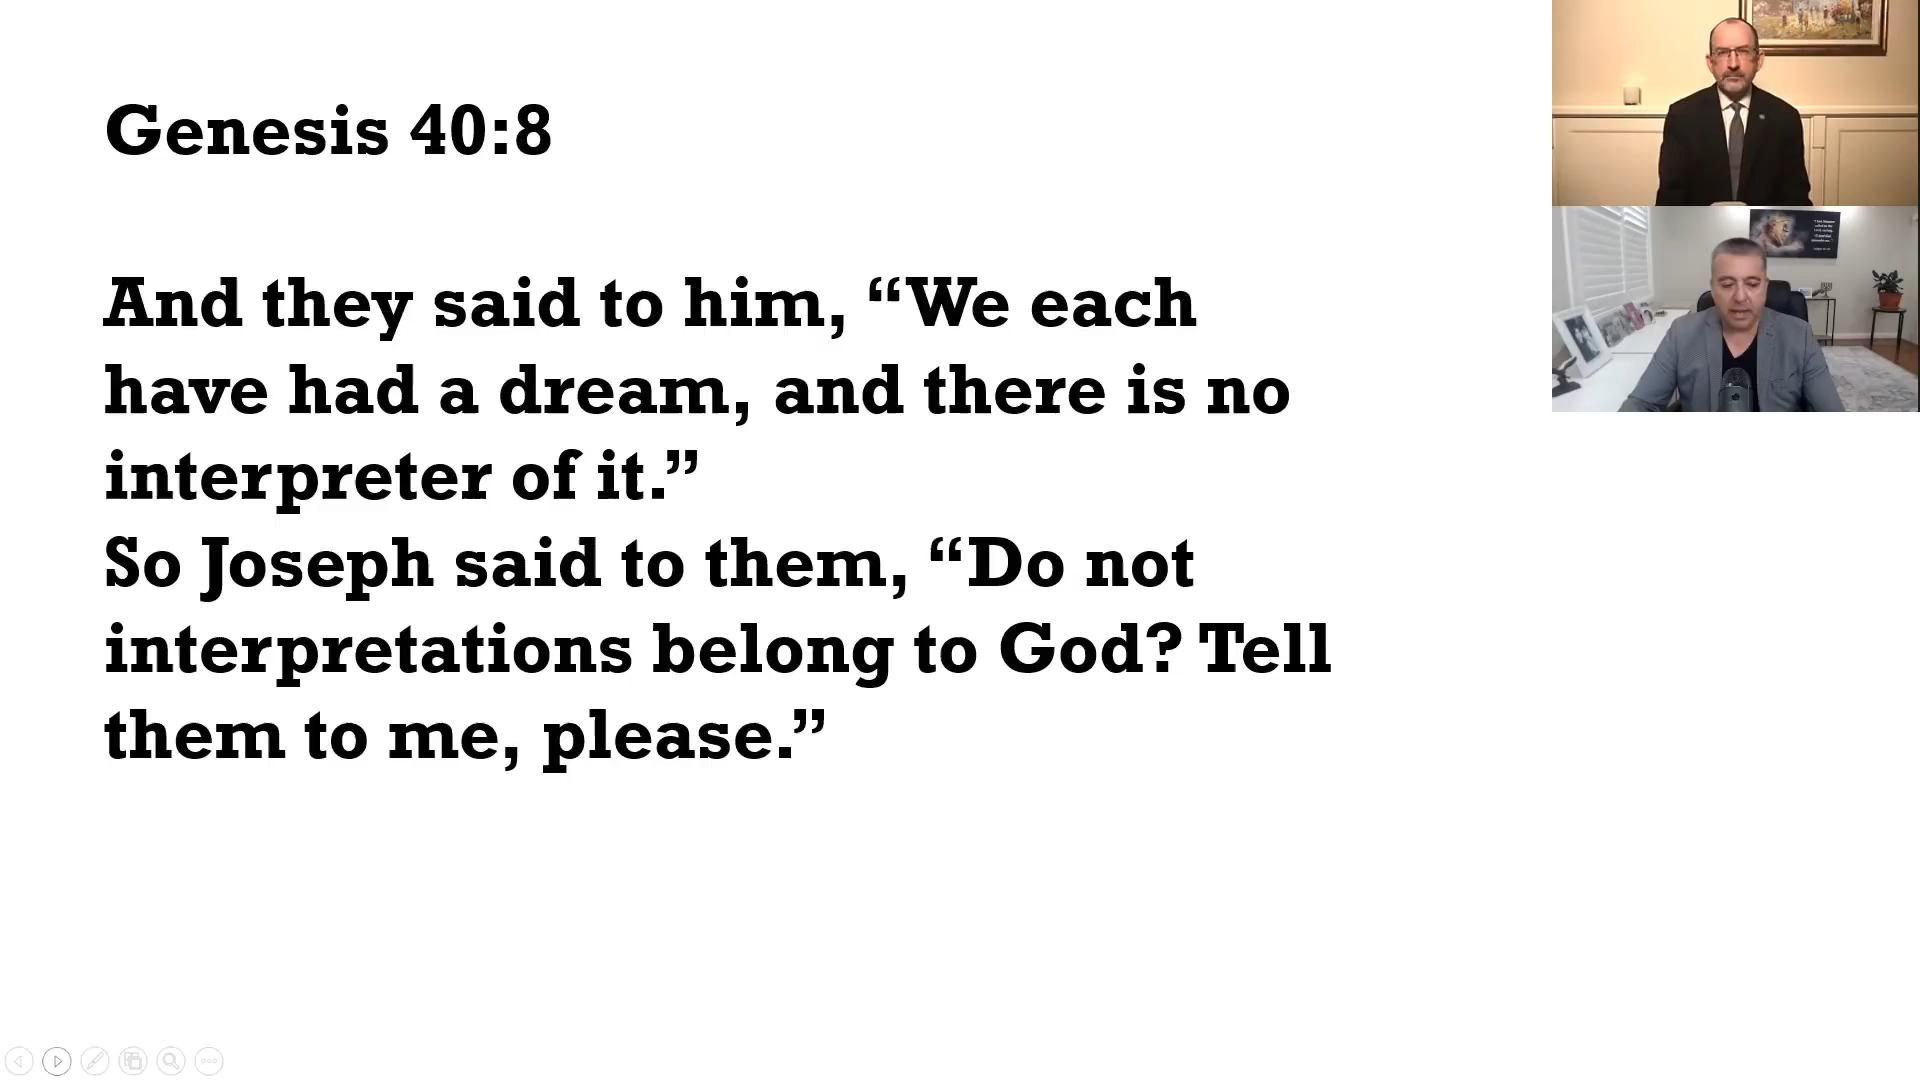 Genesis 40:8
And they said to him, “We each
have had a dream, and there is no
interpreter of it.”
So Joseph said to them, “Do not
interpretations belong to God? Tell
them to me, please.”